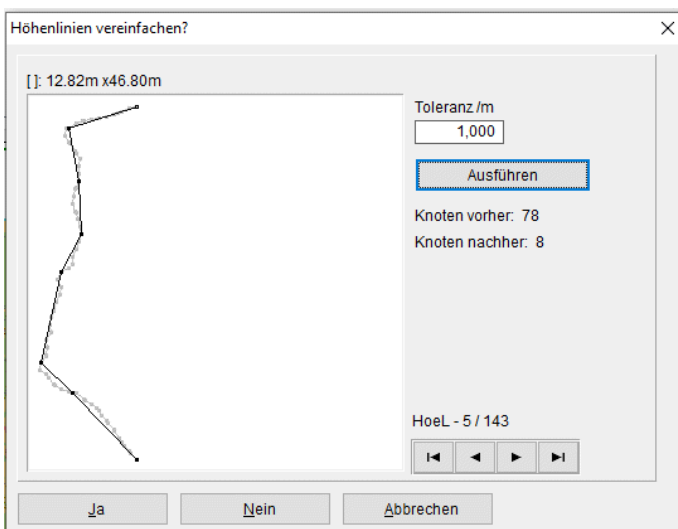 Höhenlinien vereinfachen?
[ ]: 12.82m x46.80m
Toleranz /m
1,000
Ausführen
Knoten vorher: 78
Knoten nachher: 8
HoeL - 5 / 143
Ja
Nein
Abbrechen